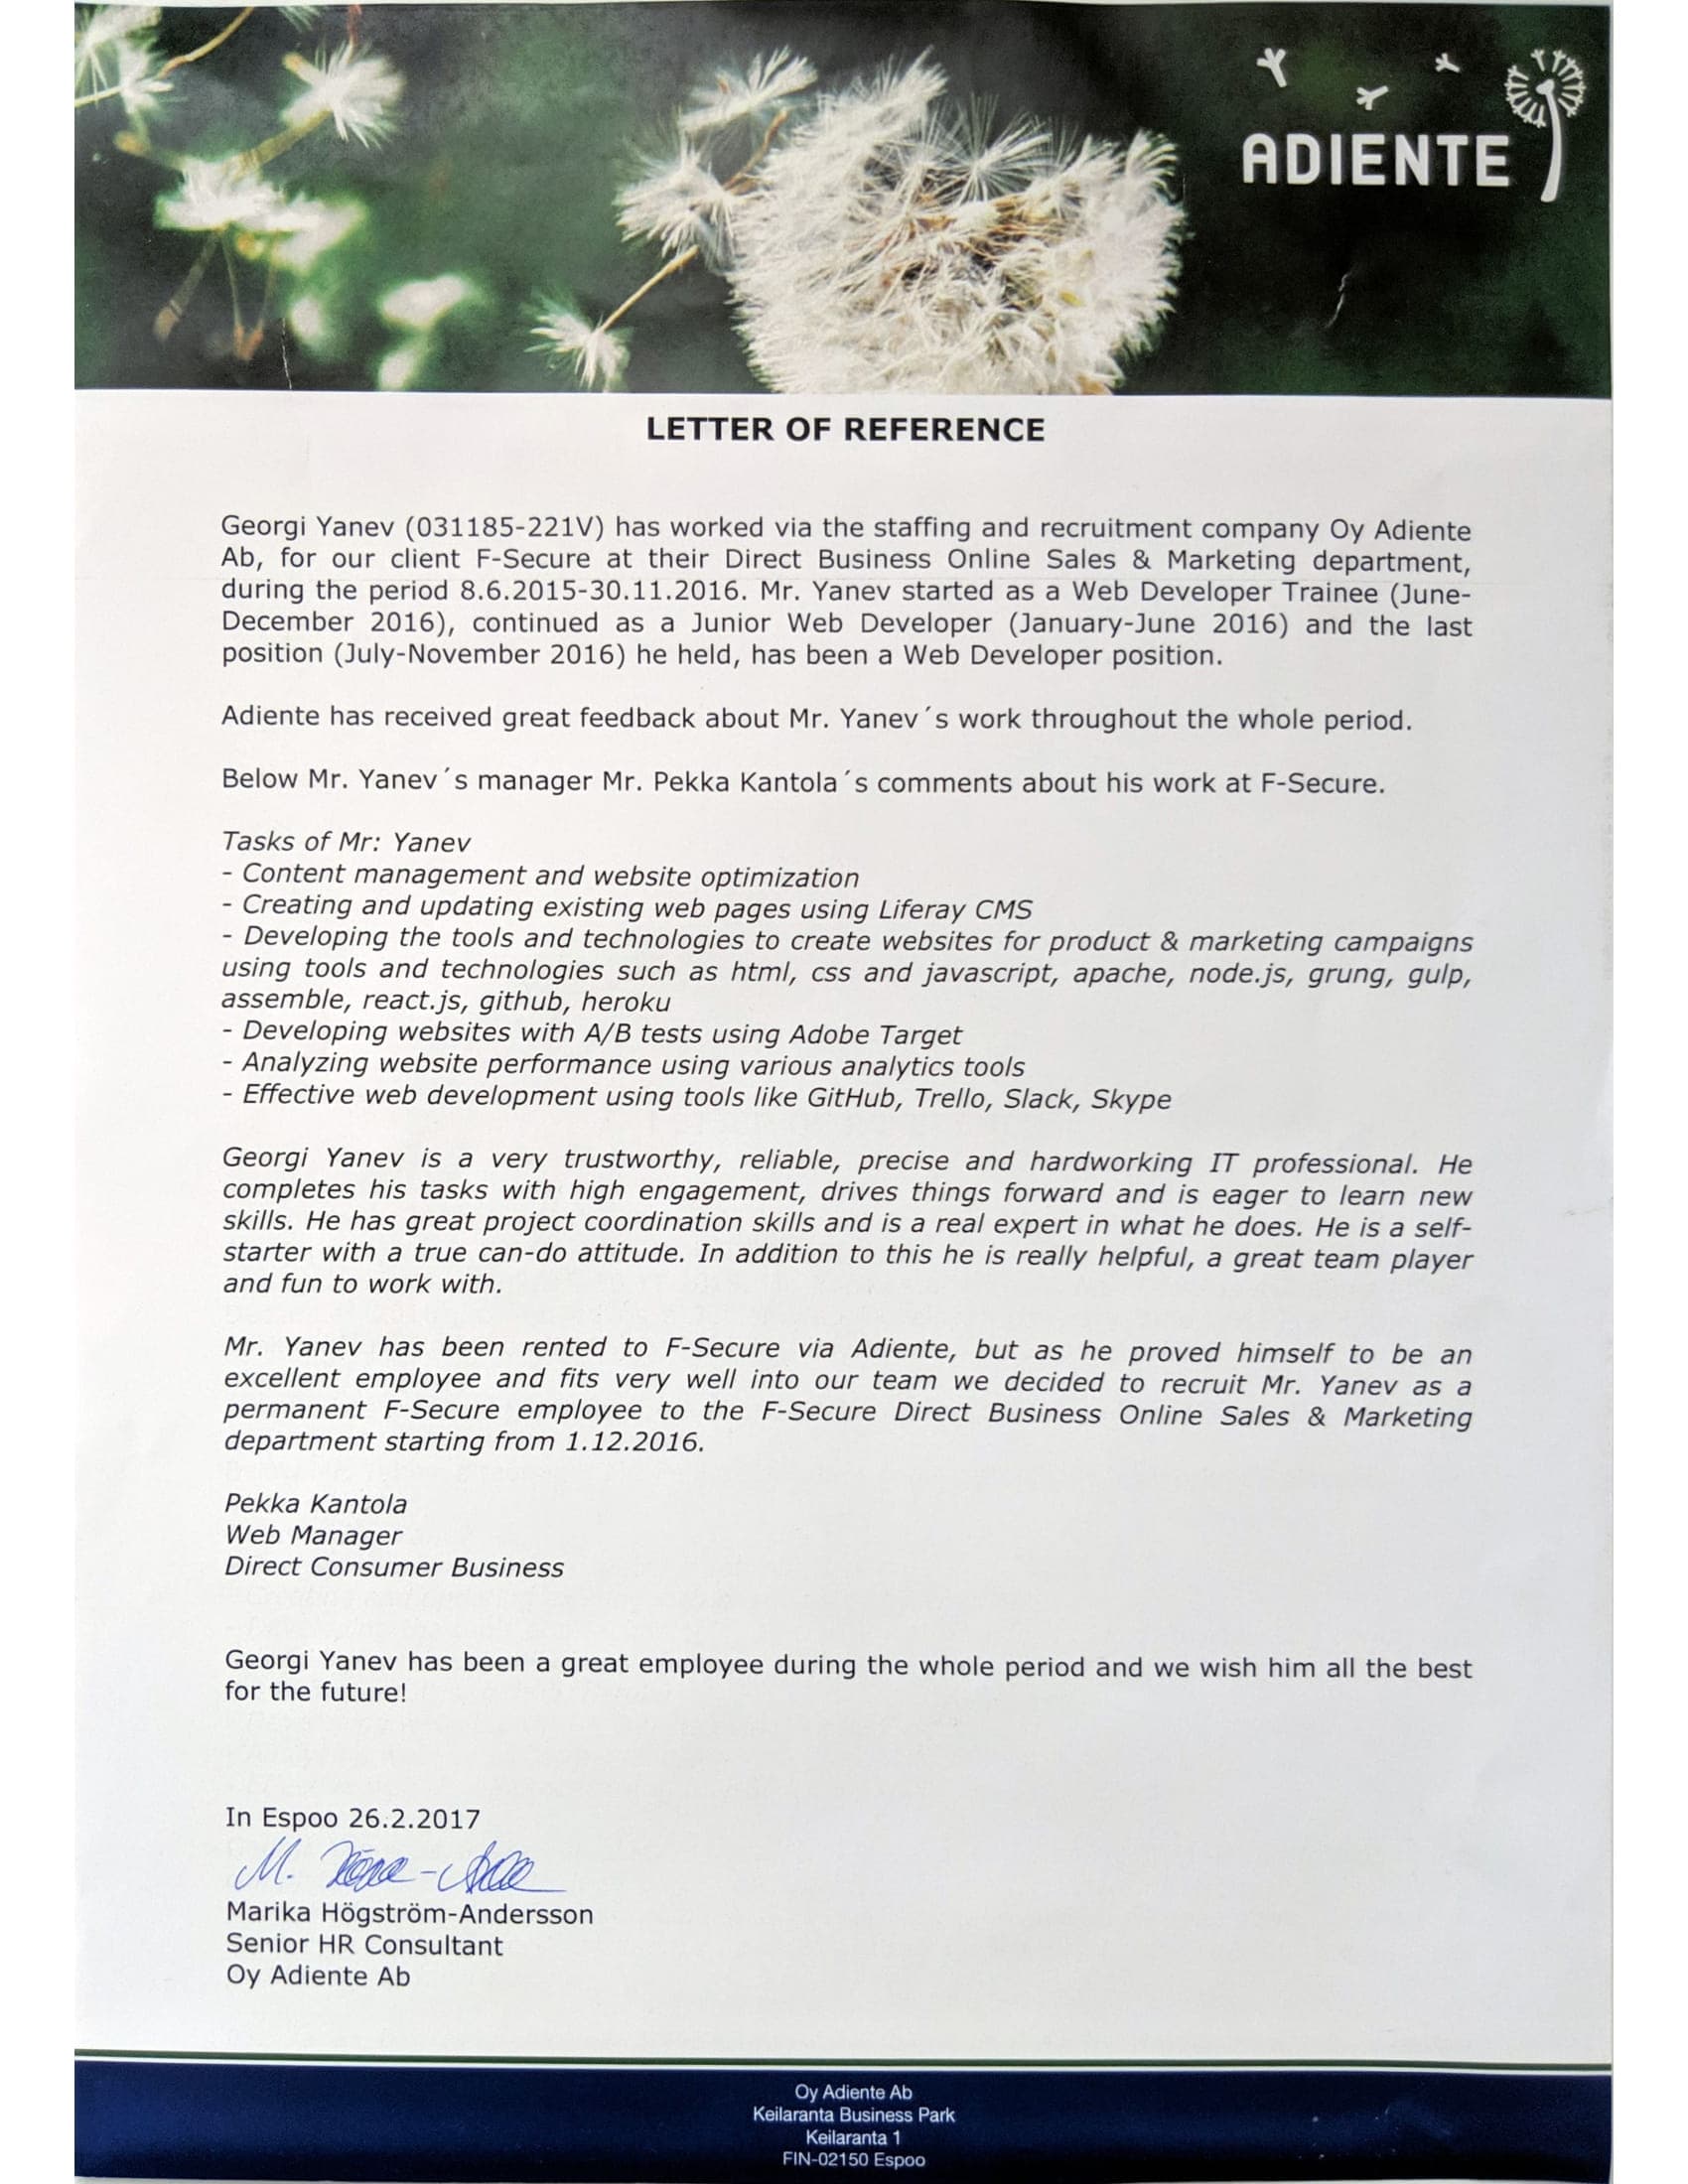 ADIENTE
LETTER OF REFERENCE
Georgi Yanev (031185-221V) has worked via the staffing and recruitment company Oy Adiente
Ab, for our client F-Secure at their Direct Business Online Sales & Marketing department,
during the period 8.6.2015-30.11.2016. Mr. Yanev started as a Web Developer Trainee (June-
December 2016), continued as a Junior Web Developer (January-June 2016) and the last
position (July-November 2016) he held, has been a Web Developer position.
Adiente has received great feedback about Mr. Yanev´s work throughout the whole period.
Below Mr. Yanev´s manager Mr. Pekka Kantola´s comments about his work at F-Secure.
Tasks of Mr: Yanev
- Content management and website optimization
- Creating and updating existing web pages using Liferay CMS
- Developing the tools and technologies to create websites for product & marketing campaigns
using tools and technologies such as html, css and javascript, apache, node.js, grung, gulp,
assemble, react.js, github, heroku
- Developing websites with A/B tests using Adobe Target
- Analyzing website performance using various analytics tools
- Effective web development using tools like GitHub, Trello, Slack, Skype
Georgi Yanev is a very trustworthy, reliable, precise and hardworking IT professional. He
completes his tasks with high engagement, drives things forward and is eager to learn new
skills. He has great project coordination skills and is a real expert in what he does. He is a self-
starter with a true can-do attitude. In addition to this he is really helpful, a great team player
and fun to work with.
Mr. Yanev has been rented to F-Secure via Adiente, but as he proved himself to be an
excellent employee and fits very well into our team we decided to recruit Mr. Yanev as a
permanent F-Secure employee to the F-Secure Direct Business Online Sales & Marketing
department starting from 1.12.2016.
Pekka Kantola
Web Manager
Direct Consumer Business
Georgi Yanev has been a great employee during the whole period and we wish him all the best
for the future!
In Espoo 26.2.2017
M.
Marika Högström-Andersson
Senior HR Consultant
Oy Adiente Ab
Oy Adiente Ab
Keilaranta Business Park
Keilaranta 1
FIN-02150 Espoo